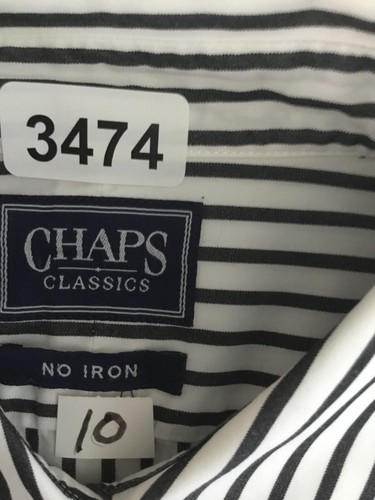 3474
CHAPS
CLASSICS
NO IRON
10